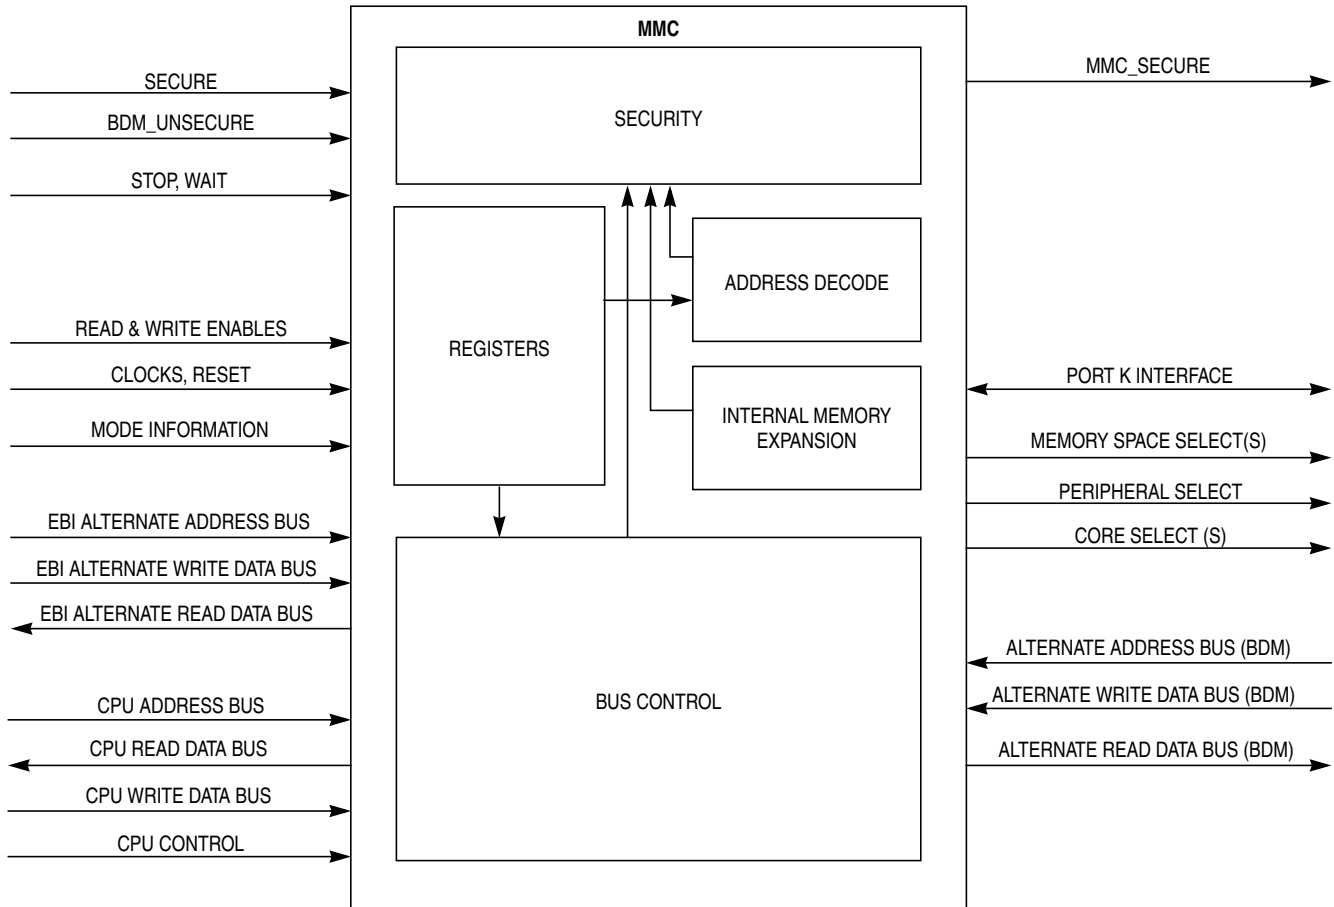 MMC
SECURE
BDM_UNSECURE
STOP, WAIT
READ & WRITE ENABLES
CLOCKS, RESET
MODE INFORMATION
EBI ALTERNATE ADDRESS BUS
EBI ALTERNATE WRITE DATA BUS
EBI ALTERNATE READ DATA BUS
CPU ADDRESS BUS
CPU READ DATA BUS
CPU WRITE DATA BUS
CPU CONTROL
SECURITY
REGISTERS
ADDRESS DECODE
INTERNAL MEMORY
EXPANSION
BUS CONTROL
MMC_SECURE
PORT K INTERFACE
MEMORY SPACE SELECT(S)
PERIPHERAL SELECT
CORE SELECT (S)
ALTERNATE ADDRESS BUS (BDM)
ALTERNATE WRITE DATA BUS (BDM)
ALTERNATE READ DATA BUS (BDM)